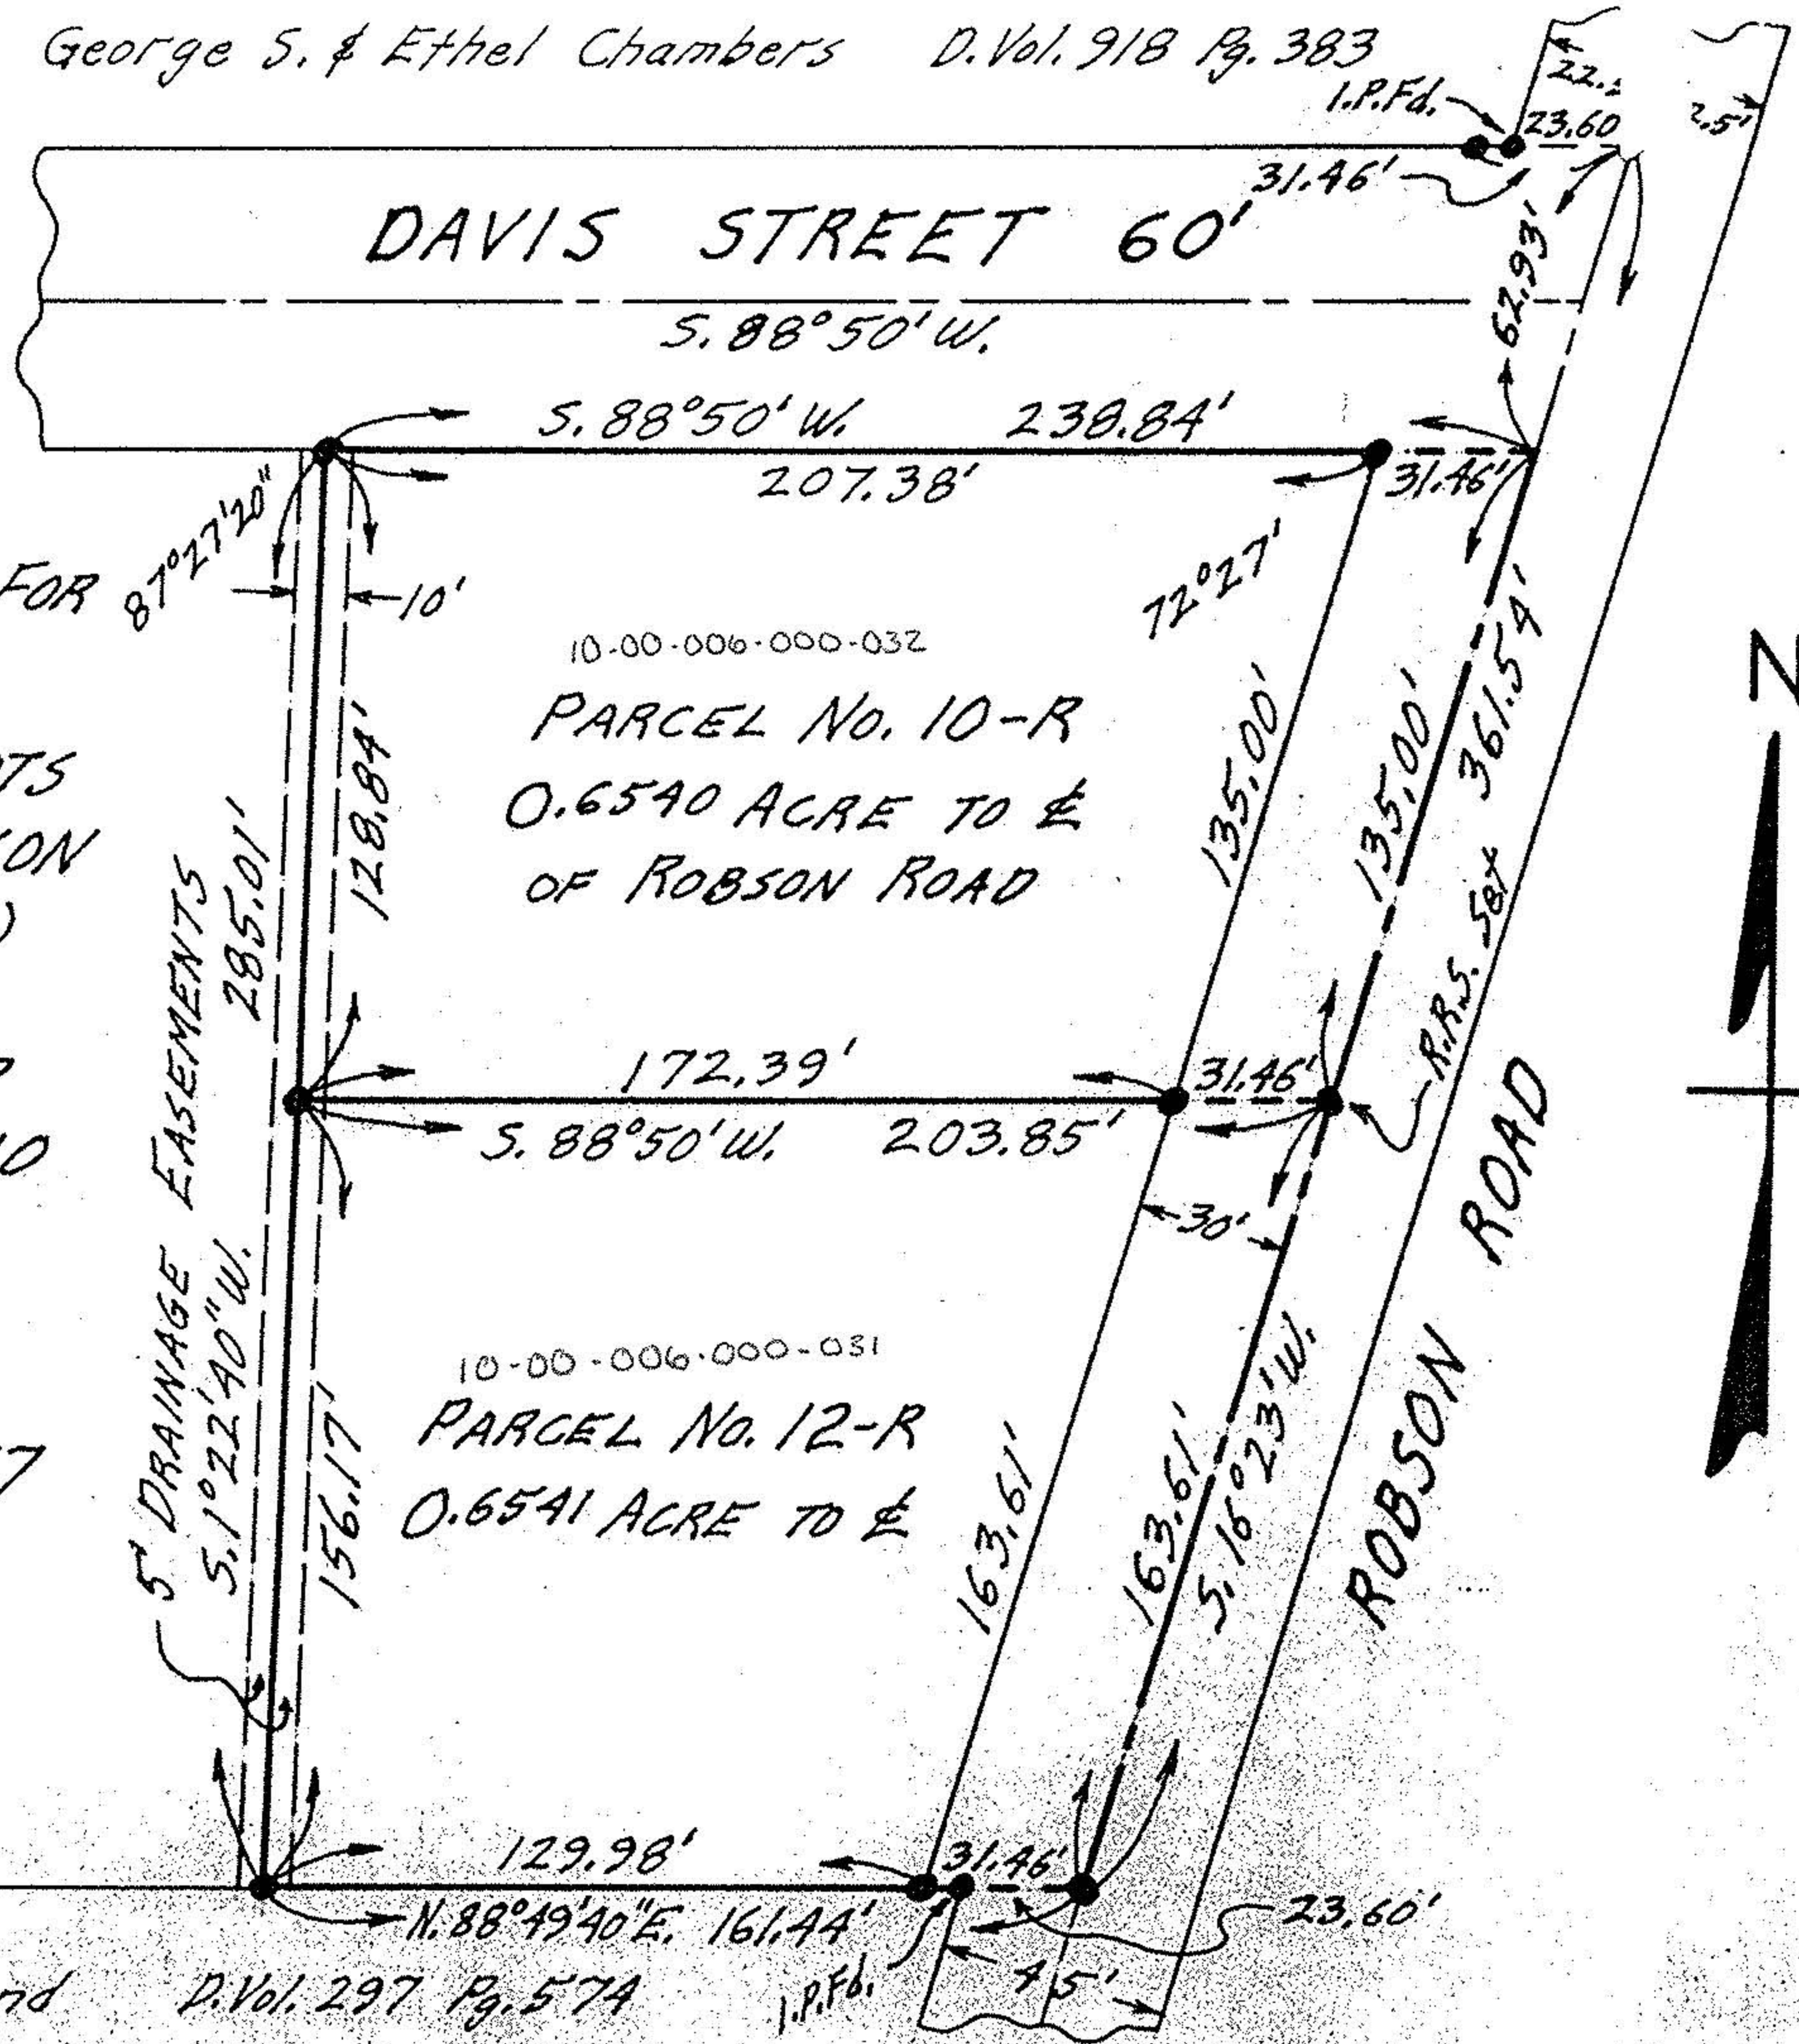 George S. & Ethel Chambers D.Vol. 918 Pg. 383
I.P.Fd.
23.60
2.5'
31.46'
DAVIS STREET 60'
62.93'
S. 88°50' W.
S. 88°50' W. 238.84'
207.38'
31.46'
87°27'20"
FOR
10'
72°27'
10-00-006-000-032
PARCEL No. 10-R
0.6540 ACRE TO ℄
OF ROBSON ROAD
128.84'
135.00'
135.00'
361.54'
N
285.01'
5' DRAINAGE EASEMENTS
S. 1°22'40" W.
R.R.S. Set
172.39'
31.46'
S. 88°50' W. 203.85'
30'
ROBSON ROAD
10-00-006-000-031
PARCEL No. 12-R
0.6541 ACRE TO ℄
156.17'
163.61'
163.61'
S. 16°23' W.
129.98'
31.46'
N. 88°49'40" E. 161.44'
23.60'
I.P.Fd.
45'
D.Vol. 297 Pg. 574